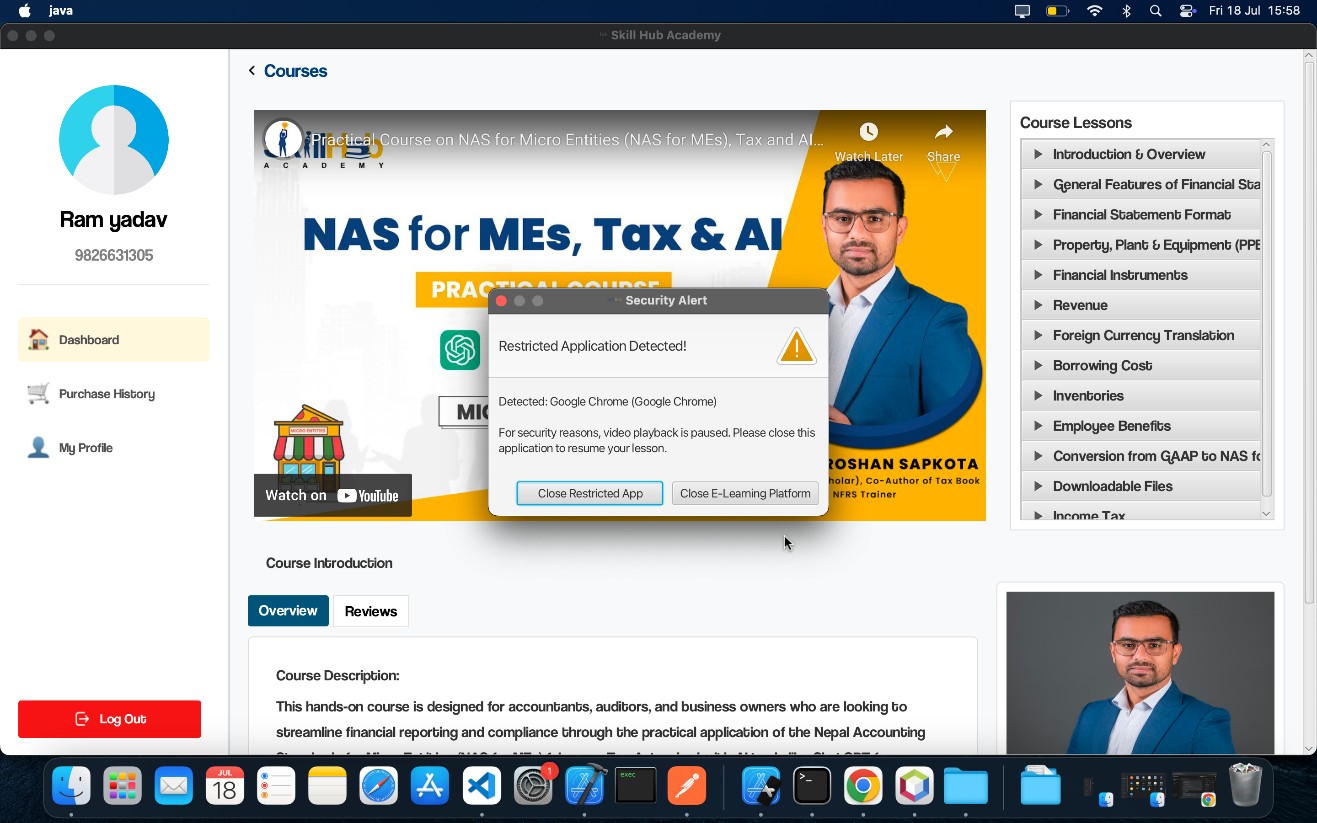 java
Fri 18 Jul 15:58
Skill Hub Academy
Ram yadav
9826631305
Dashboard
Purchase History
My Profile
Log Out
Courses
Practical Course on NAS for Micro Entities (NAS for MEs), Tax and AI...
ACADEMY
Watch Later
Share
NAS for MEs, Tax & AI
PRACTICAL COURSE
MIC
MICRO ENTITIES
ROSHAN SAPKOTA
holar), Co-Author of Tax Book
NFRS Trainer
Watch on YouTube
Security Alert
Restricted Application Detected!
Detected: Google Chrome (Google Chrome)
For security reasons, video playback is paused. Please close this
application to resume your lesson.
Close Restricted App
Close E-Learning Platform
Course Introduction
Overview
Reviews
Course Description:
This hands-on course is designed for accountants, auditors, and business owners who are looking to
streamline financial reporting and compliance through the practical application of the Nepal Accounting
Course Lessons
Introduction & Overview
General Features of Financial Sta
Financial Statement Format
Property, Plant & Equipment (PPE
Financial Instruments
Revenue
Foreign Currency Translation
Borrowing Cost
Inventories
Employee Benefits
Conversion from GAAP to NAS fo
Downloadable Files
Income Tax
JUL
18
1
exec